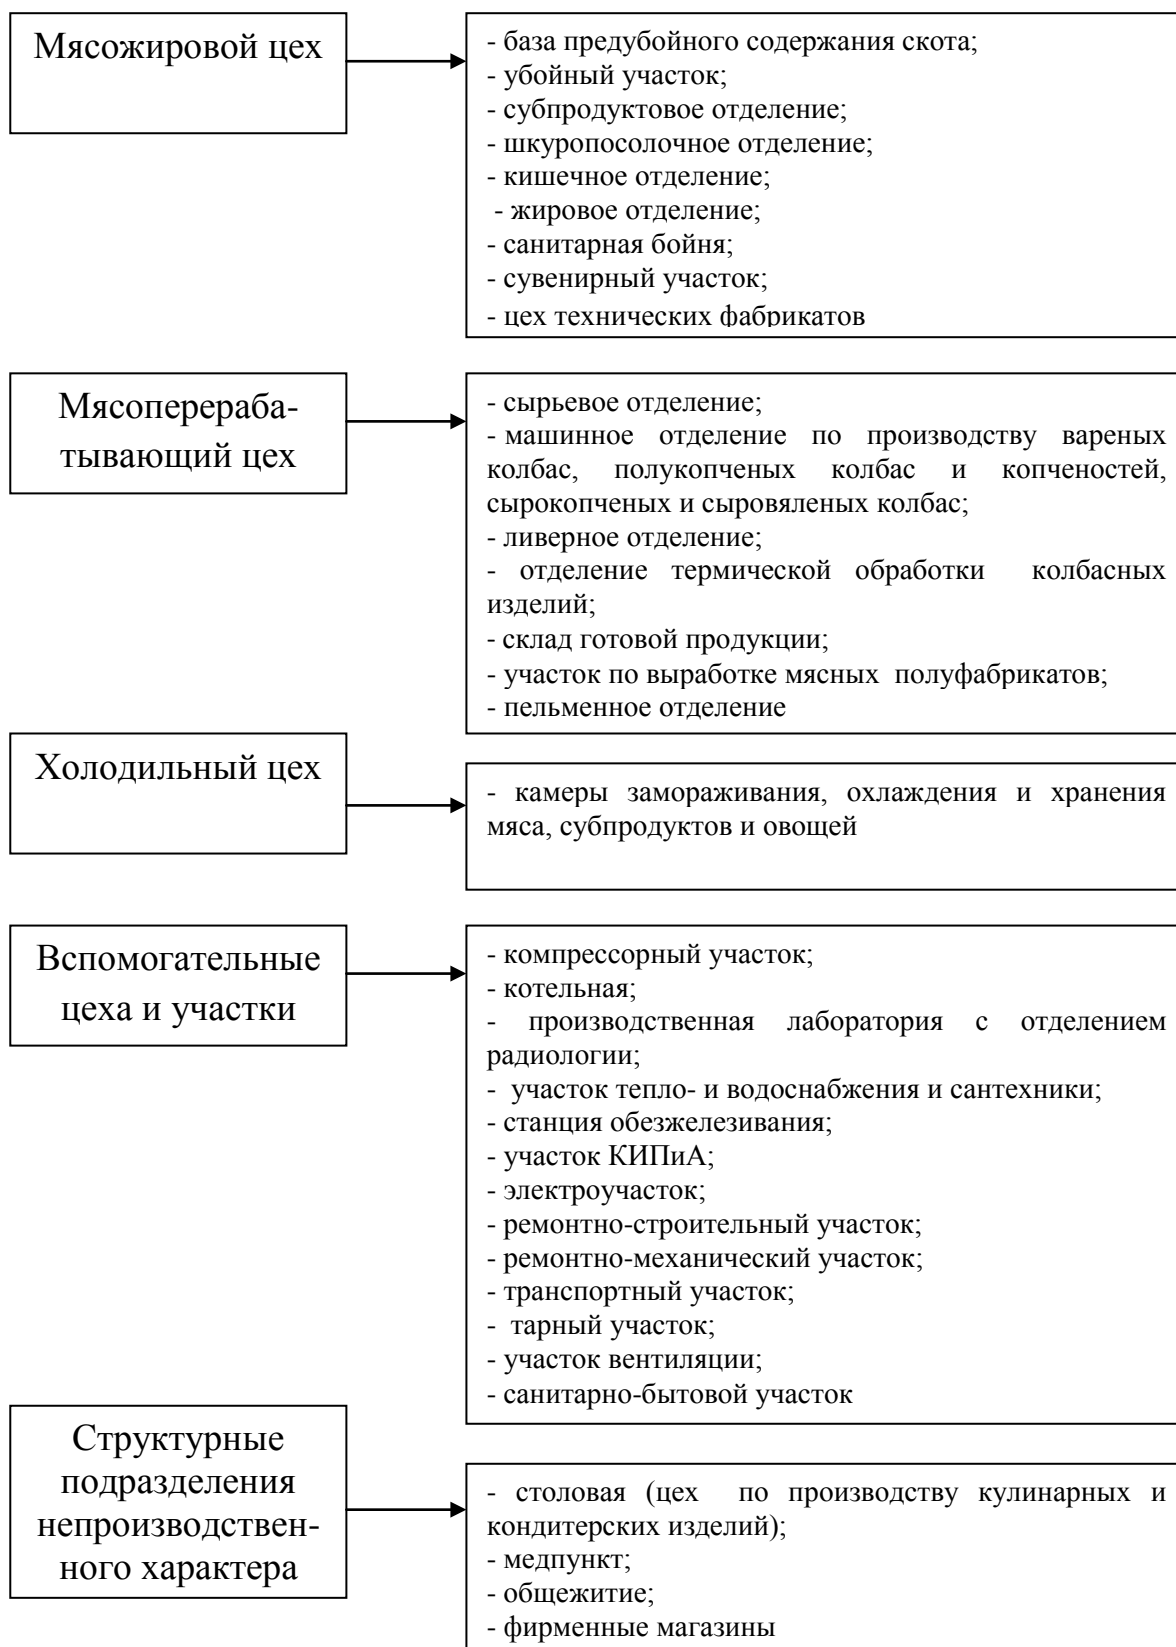 Мясожировой цех
- база предубойного содержания скота;
- убойный участок;
- субпродуктовое отделение;
- шкуропосолочное отделение;
- кишечное отделение;
- жировое отделение;
- санитарная бойня;
- сувенирный участок;
- цех технических фабрикатов
Мясоперераба-
тывающий цех
- сырьевое отделение;
- машинное отделение по производству вареных
колбас, полукопченых колбас и копченостей,
сырокопченых и сыровяленых колбас;
- ливерное отделение;
- отделение термической обработки колбасных
изделий;
- склад готовой продукции;
- участок по выработке мясных полуфабрикатов;
- пельменное отделение
Холодильный цех
- камеры замораживания, охлаждения и хранения
мяса, субпродуктов и овощей
Вспомогательные
цеха и участки
- компрессорный участок;
- котельная;
- производственная лаборатория с отделением
радиологии;
- участок тепло- и водоснабжения и сантехники;
- станция обезжелезивания;
- участок КИПиА;
- электроучасток;
- ремонтно-строительный участок;
- ремонтно-механический участок;
- транспортный участок;
- тарный участок;
- участок вентиляции;
- санитарно-бытовой участок
Структурные
подразделения
непроизводствен-
ного характера
- столовая (цех по производству кулинарных и
кондитерских изделий);
- медпункт;
- общежитие;
- фирменные магазины